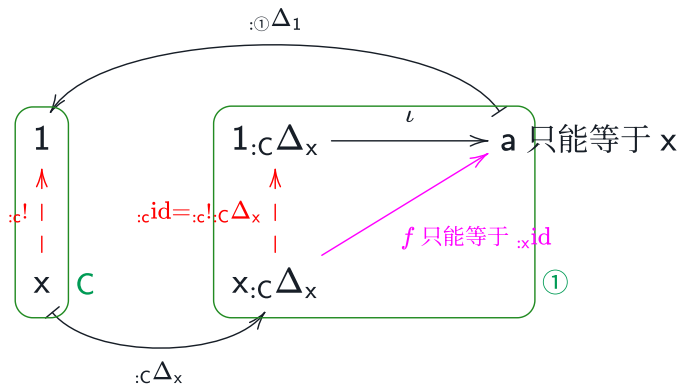 :①Δ₁
ι
1 1:CΔₓ a 只能等于 x
:c! :cid=:c!:CΔₓ
f 只能等于 :ₓid
x C x:CΔₓ ①
:CΔₓ